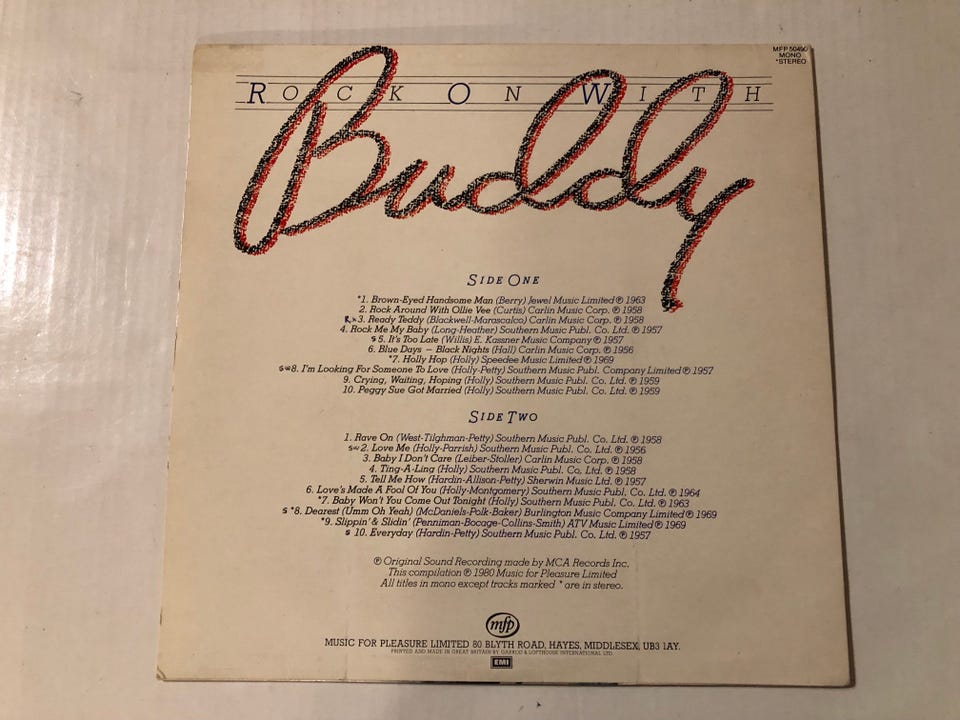 MFP 50490
MONO
*STEREO
ROCK ON WITH
Buddy
SIDE ONE
*1. Brown-Eyed Handsome Man (Berry) Jewel Music Limited ℗ 1963
2. Rock Around With Ollie Vee (Curtis) Carlin Music Corp. ℗ 1958
3. Ready Teddy (Blackwell-Marascalco) Carlin Music Corp. ℗ 1958
4. Rock Me My Baby (Long-Heather) Southern Music Publ. Co. Ltd. ℗ 1957
S 5. It's Too Late (Willis) E. Kassner Music Company ℗ 1957
6. Blue Days – Black Nights (Hall) Carlin Music Corp. ℗ 1956
*7. Holly Hop (Holly) Speedee Music Limited ℗ 1969
8. I'm Looking For Someone To Love (Holly-Petty) Southern Music Publ. Company Limited ℗ 1957
9. Crying, Waiting, Hoping (Holly) Southern Music Publ. Co. Ltd. ℗ 1959
10. Peggy Sue Got Married (Holly) Southern Music Publ. Co. Ltd. ℗ 1959
SIDE TWO
1. Rave On (West-Tilghman-Petty) Southern Music Publ. Co. Ltd. ℗ 1958
2. Love Me (Holly-Parrish) Southern Music Publ. Co. Ltd. ℗ 1956
3. Baby I Don't Care (Leiber-Stoller) Carlin Music Corp. ℗ 1958
4. Ting-A-Ling (Holly) Southern Music Publ. Co, Ltd. ℗ 1958
5. Tell Me How (Hardin-Allison-Petty) Sherwin Music Ltd. ℗ 1957
6. Love's Made A Fool Of You (Holly-Montgomery) Southern Music Publ. Co. Ltd. ℗ 1964
*7. Baby Won't You Come Out Tonight (Holly) Southern Music Publ. Co. Ltd. ℗ 1963
S *8. Dearest (Umm Oh Yeah) (McDaniels-Polk-Baker) Burlington Music Company Limited ℗ 1969
*9. Slippin' & Slidin' (Penniman-Bocage-Collins-Smith) ATV Music Limited ℗ 1969
S 10. Everyday (Hardin-Petty) Southern Music Publ. Co. Ltd. ℗ 1957
℗ Original Sound Recording made by MCA Records Inc.
This compilation ℗ 1980 Music for Pleasure Limited
All titles in mono except tracks marked * are in stereo.
mfp
MUSIC FOR PLEASURE LIMITED 80 BLYTH ROAD, HAYES, MIDDLESEX, UB3 1AY.
PRINTED AND MADE IN GREAT BRITAIN BY GARROD & LOFTHOUSE INTERNATIONAL LTD.
EMI